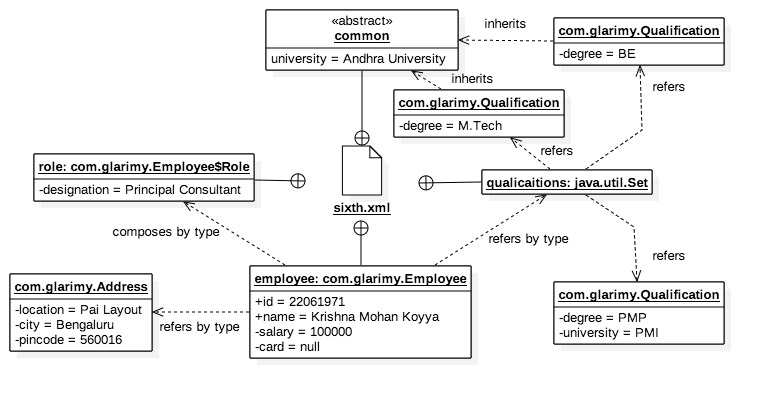 «abstract»
common
university = Andhra University
inherits
com.glarimy.Qualification
-degree = BE
inherits
refers
com.glarimy.Qualification
-degree = M.Tech
refers
role: com.glarimy.Employee$Role
-designation = Principal Consultant
sixth.xml
qualicaitions: java.util.Set
composes by type
refers by type
refers
com.glarimy.Address
-location = Pai Layout
-city = Bengaluru
-pincode = 560016
refers by type
employee: com.glarimy.Employee
+id = 22061971
+name = Krishna Mohan Koyya
-salary = 100000
-card = null
com.glarimy.Qualification
-degree = PMP
-university = PMI